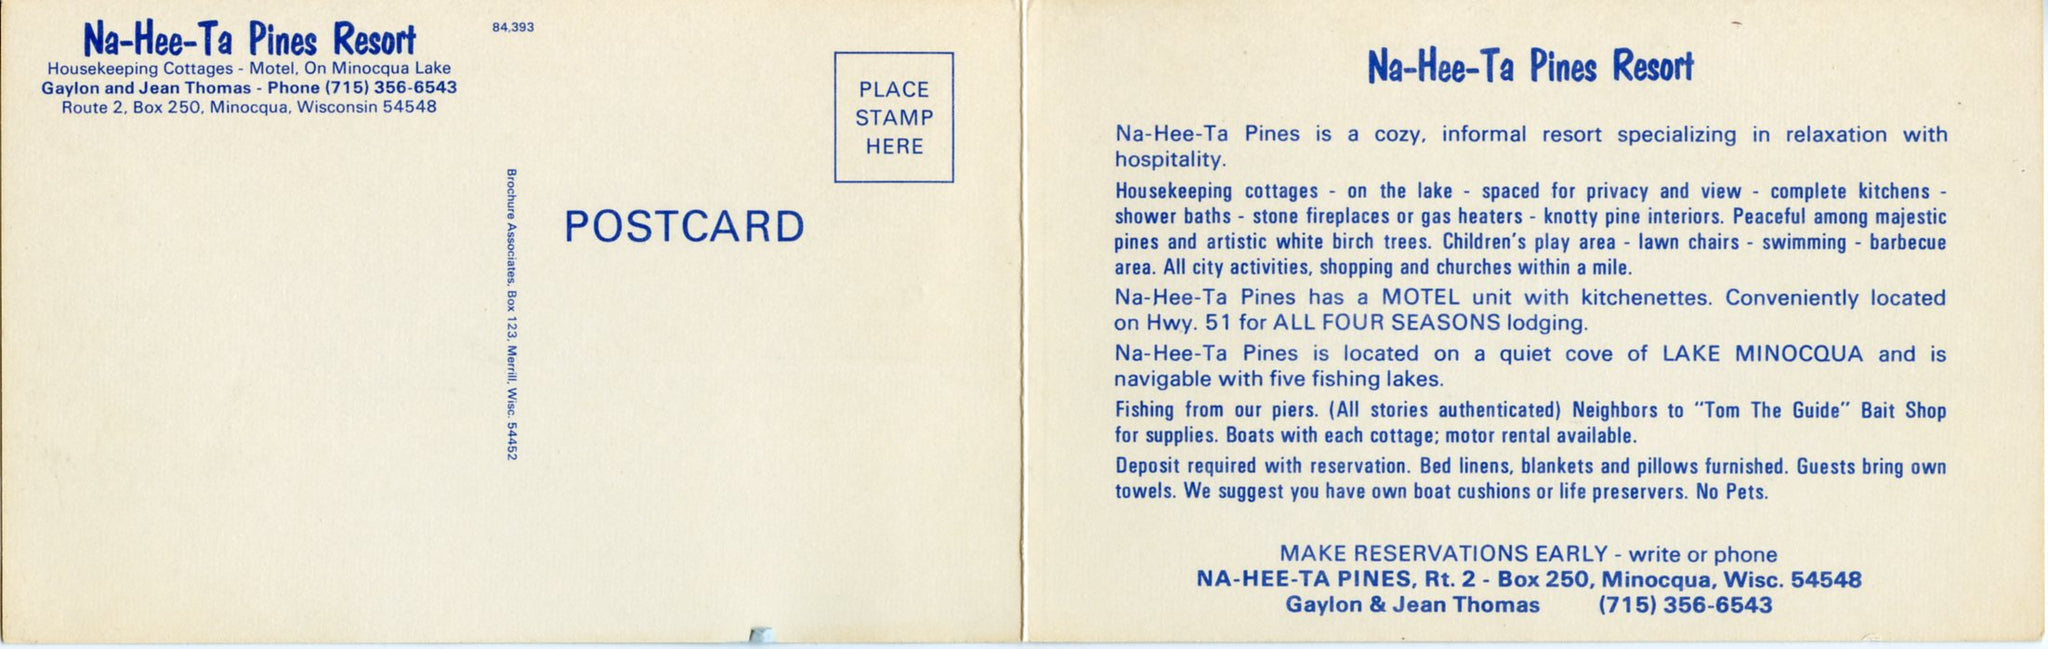 Na-Hee-Ta Pines Resort
Housekeeping Cottages - Motel, On Minocqua Lake
Gaylon and Jean Thomas - Phone (715) 356-6543
Route 2, Box 250, Minocqua, Wisconsin 54548
84,393
PLACE
STAMP
HERE
POSTCARD
Brochure Associates, Box 123, Merrill, Wisc. 54452
Na-Hee-Ta Pines Resort
Na-Hee-Ta Pines is a cozy, informal resort specializing in relaxation with
hospitality.
Housekeeping cottages - on the lake - spaced for privacy and view - complete kitchens -
shower baths - stone fireplaces or gas heaters - knotty pine interiors. Peaceful among majestic
pines and artistic white birch trees. Children's play area - lawn chairs - swimming - barbecue
area. All city activities, shopping and churches within a mile.
Na-Hee-Ta Pines has a MOTEL unit with kitchenettes. Conveniently located
on Hwy. 51 for ALL FOUR SEASONS lodging.
Na-Hee-Ta Pines is located on a quiet cove of LAKE MINOCQUA and is
navigable with five fishing lakes.
Fishing from our piers. (All stories authenticated) Neighbors to "Tom The Guide" Bait Shop
for supplies. Boats with each cottage; motor rental available.
Deposit required with reservation. Bed linens, blankets and pillows furnished. Guests bring own
towels. We suggest you have own boat cushions or life preservers. No Pets.
MAKE RESERVATIONS EARLY - write or phone
NA-HEE-TA PINES, Rt. 2 - Box 250, Minocqua, Wisc. 54548
Gaylon & Jean Thomas (715) 356-6543